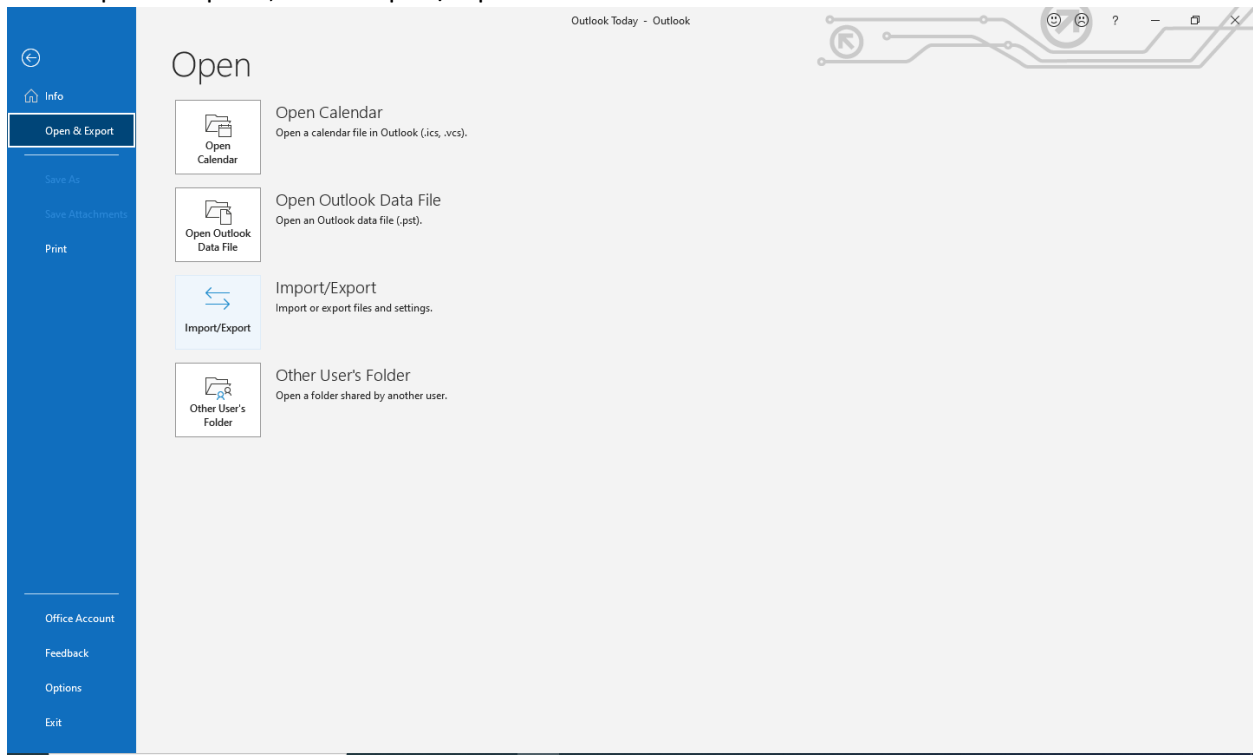 Outlook Today - Outlook
?
Info
Open & Export
Save As
Save Attachments
Print
Office Account
Feedback
Options
Exit
Open
Open
Calendar
Open Calendar
Open a calendar file in Outlook (.ics, .vcs).
Open Outlook
Data File
Open Outlook Data File
Open an Outlook data file (.pst).
Import/Export
Import/Export
Import or export files and settings.
Other User's
Folder
Other User's Folder
Open a folder shared by another user.